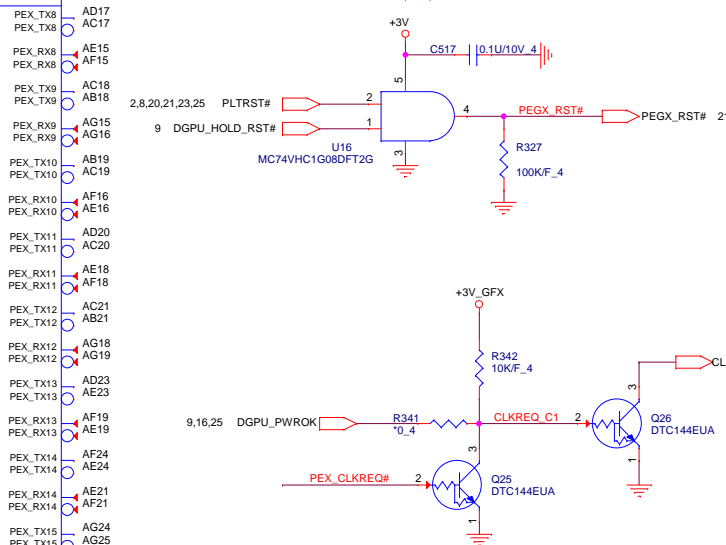 PEX_TX8 AD17
PEX_TX8 AC17
PEX_RX8 AE15
PEX_RX8 AF15
PEX_TX9 AC18
PEX_TX9 AB18
PEX_RX9 AG15
PEX_RX9 AG16
PEX_TX10 AB19
PEX_TX10 AC19
PEX_RX10 AF16
PEX_RX10 AE16
PEX_TX11 AD20
PEX_TX11 AC20
PEX_RX11 AE18
PEX_RX11 AF18
PEX_TX12 AC21
PEX_TX12 AB21
PEX_RX12 AG18
PEX_RX12 AG19
PEX_TX13 AD23
PEX_TX13 AE23
PEX_RX13 AF19
PEX_RX13 AE19
PEX_TX14 AF24
PEX_TX14 AE24
PEX_RX14 AE21
PEX_RX14 AF21
PEX_TX15 AG24
PEX_TX15 AG25
+3V
C517 0.1U/10V_4
5
2,8,20,21,23,25 PLTRST# 2
9 DGPU_HOLD_RST# 1
4 PEGX_RST# PEGX_RST#
U16
MC74VHC1G08DFT2G
3
R327
100K/F_4
+3V_GFX
R342
10K/F_4
9,16,25 DGPU_PWROK R341
*0_4
CLKREQ_C1 2
3
1
Q26
DTC144EUA
CL
PEX_CLKREQ# 2
3
1
Q25
DTC144EUA